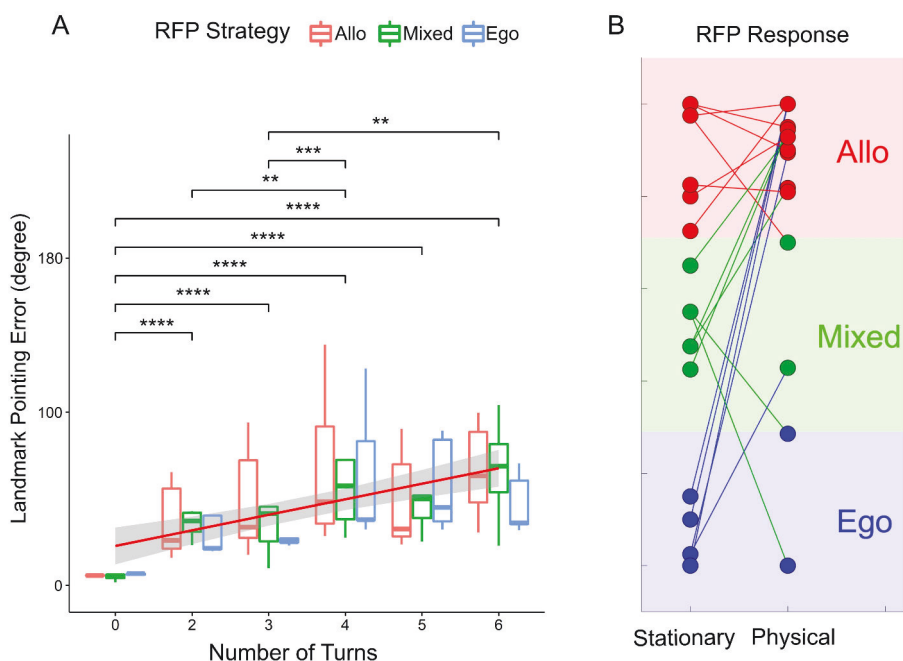 A
RFP Strategy Allo Mixed Ego
**
***
**
****
****
****
****
****
180
100
0
Landmark Pointing Error (degree)
0 1 2 3 4 5 6
Number of Turns
B
RFP Response
Allo
Mixed
Ego
Stationary Physical